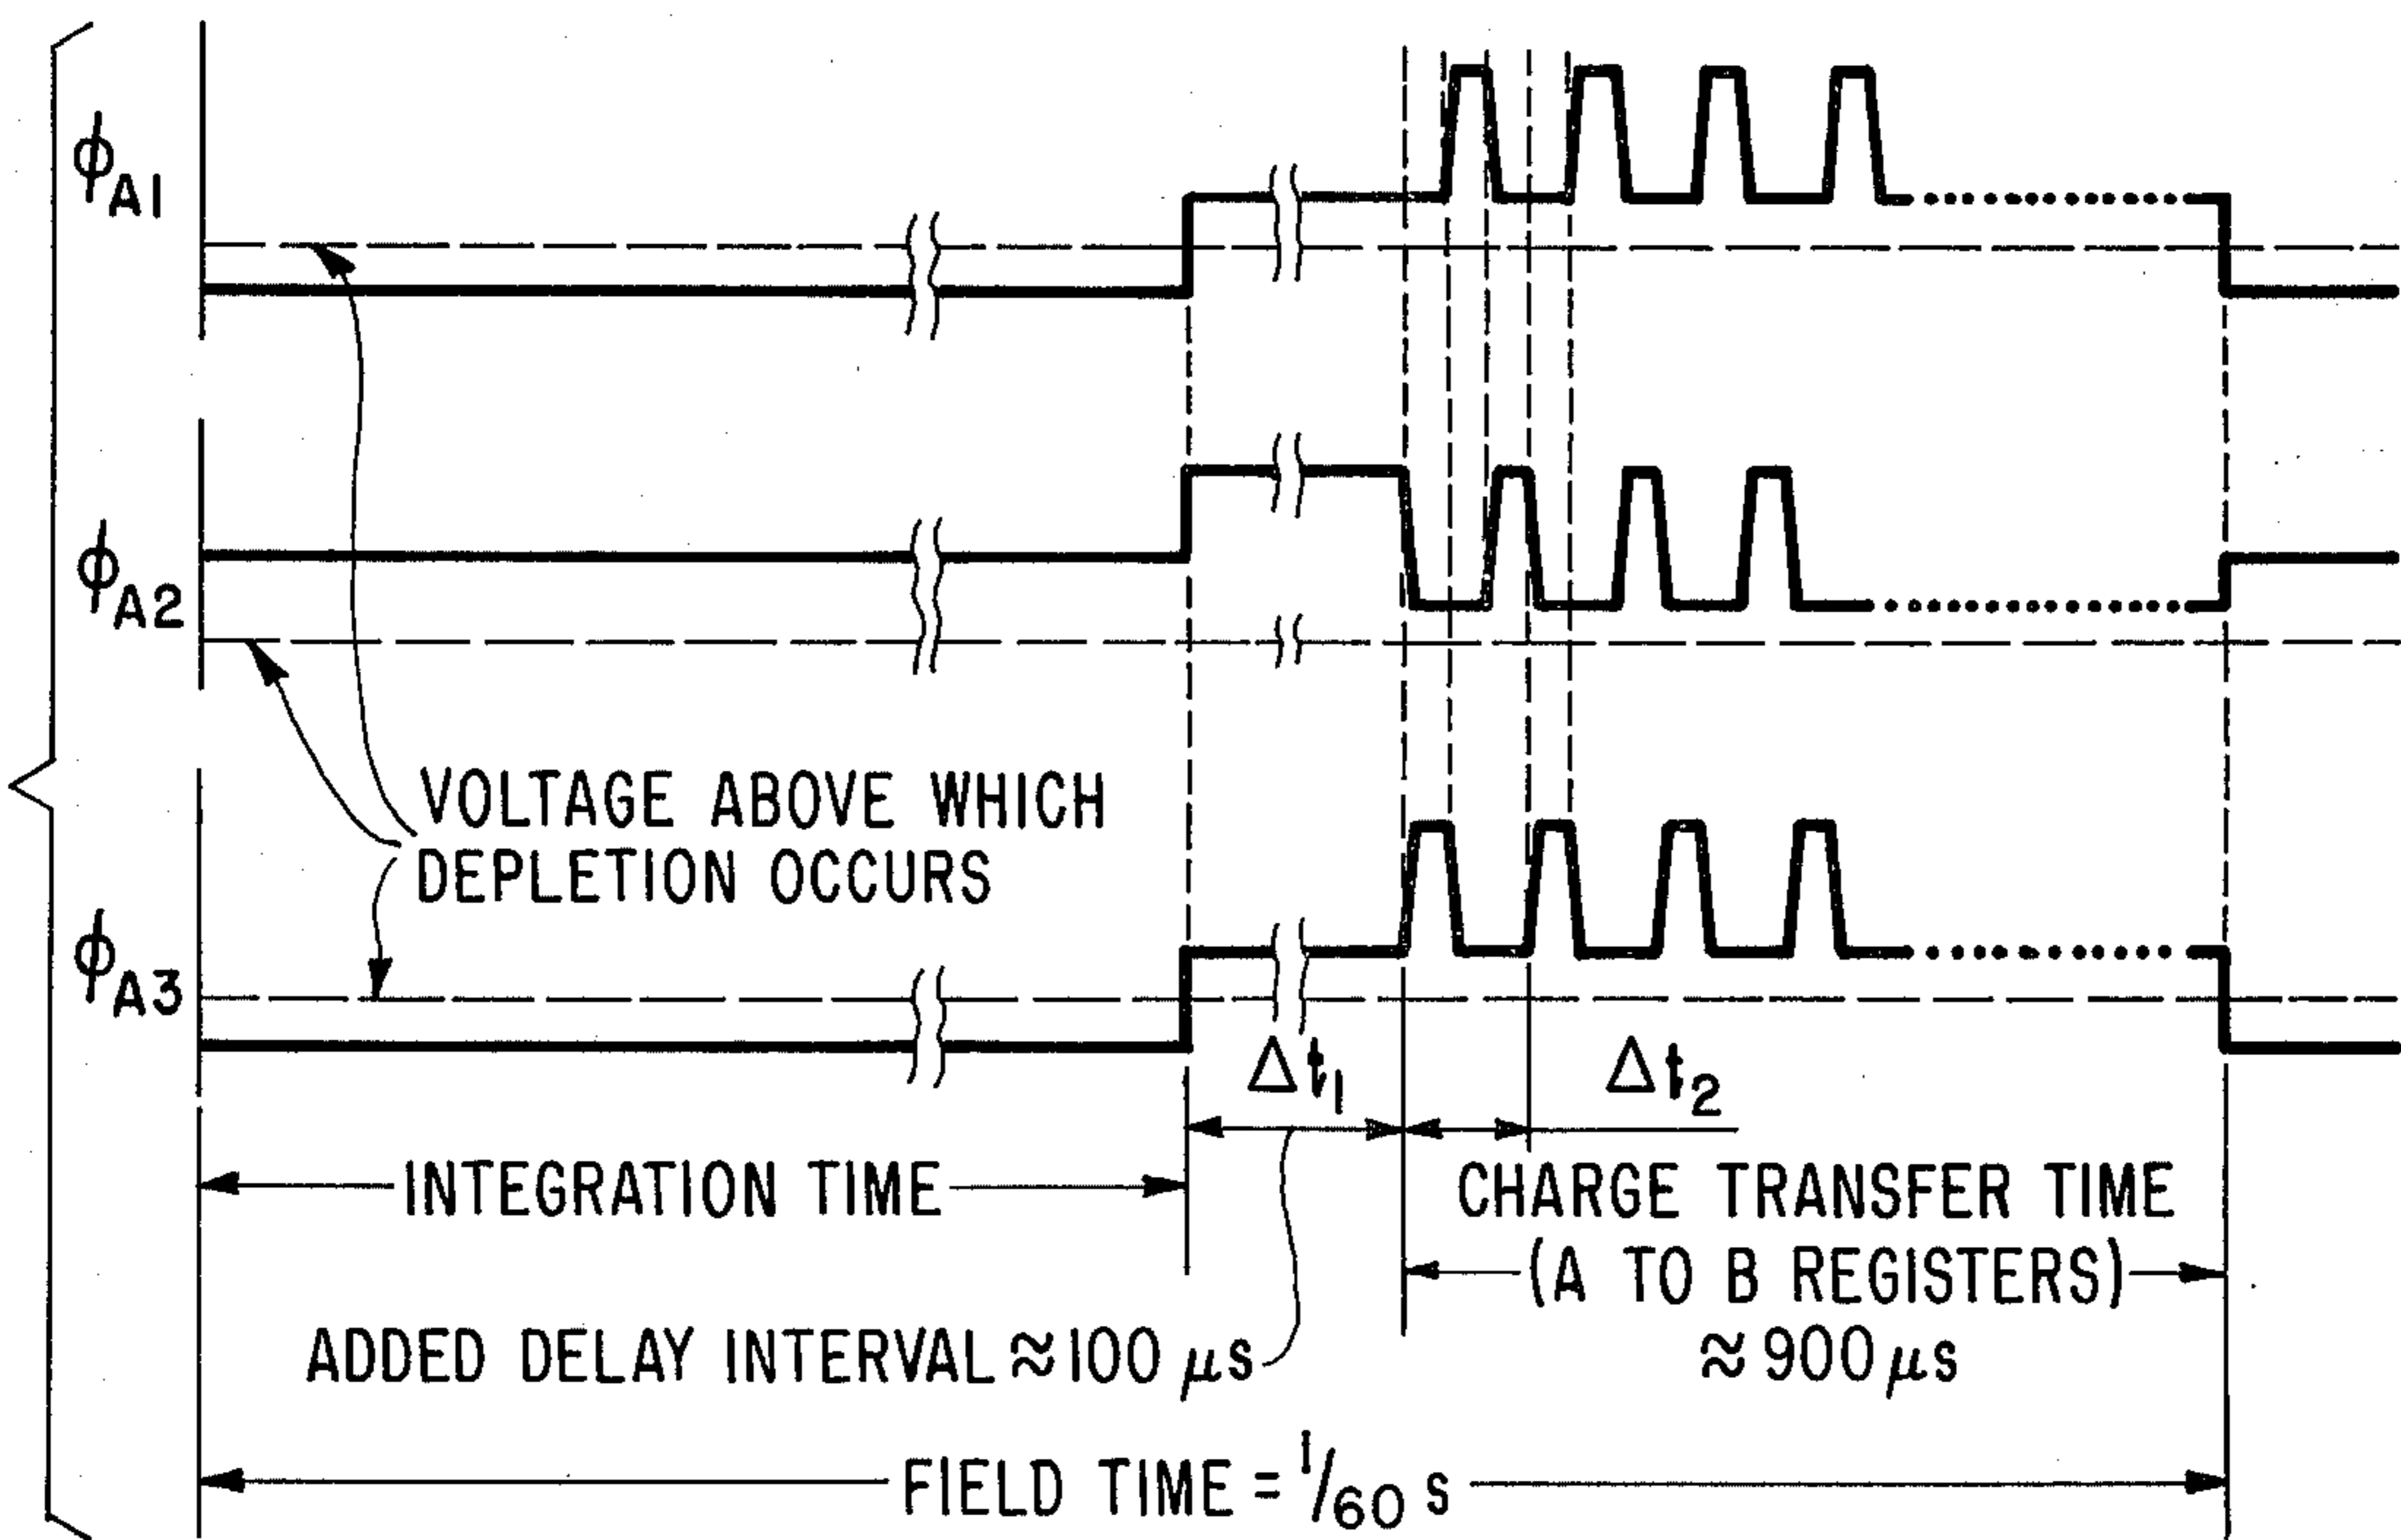 ϕA1
ϕA2
VOLTAGE ABOVE WHICH
DEPLETION OCCURS
ϕA3
Δt1
Δt2
INTEGRATION TIME
CHARGE TRANSFER TIME
(A TO B REGISTERS)
≈ 900 μs
ADDED DELAY INTERVAL ≈ 100 μs
FIELD TIME = 1/60 s